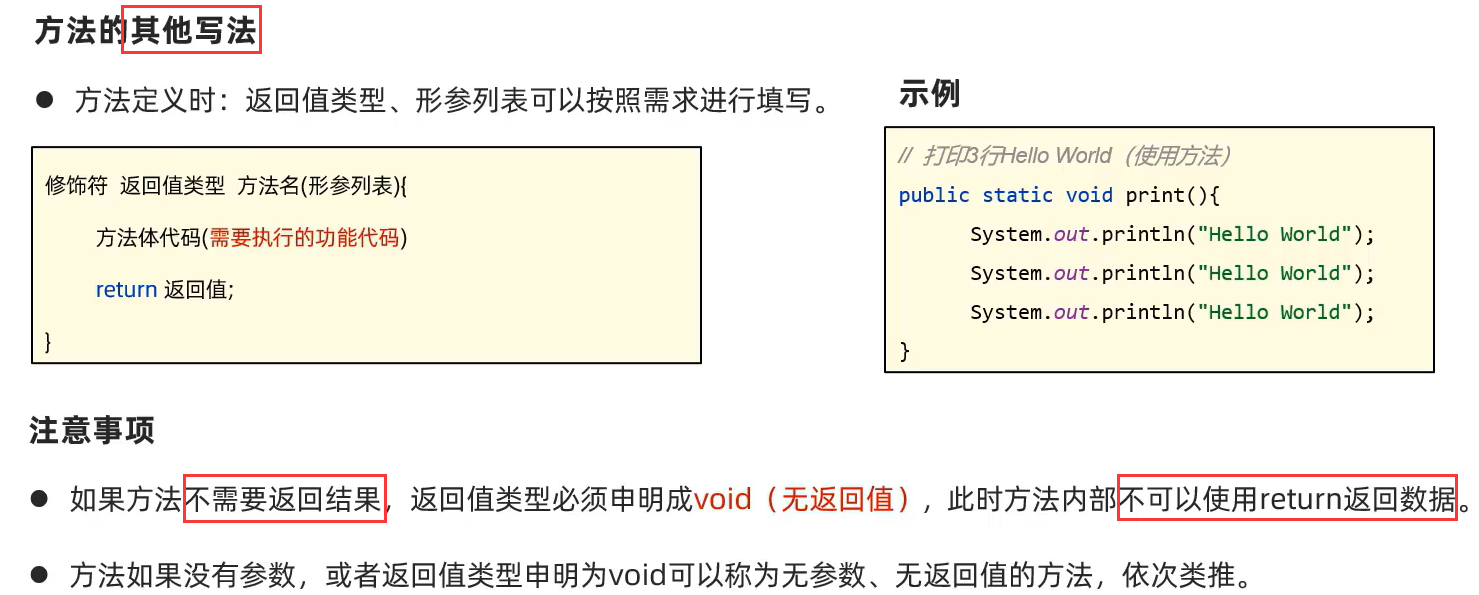 方法的其他写法
● 方法定义时：返回值类型、形参列表可以按照需求进行填写。
修饰符 返回值类型 方法名(形参列表){
方法体代码(需要执行的功能代码)
return 返回值;
}
示例
// 打印3行Hello World（使用方法）
public static void print(){
System.out.println("Hello World");
System.out.println("Hello World");
System.out.println("Hello World");
}
注意事项
● 如果方法不需要返回结果，返回值类型必须申明成void（无返回值），此时方法内部不可以使用return返回数据。
● 方法如果没有参数，或者返回值类型申明为void可以称为无参数、无返回值的方法，依次类推。